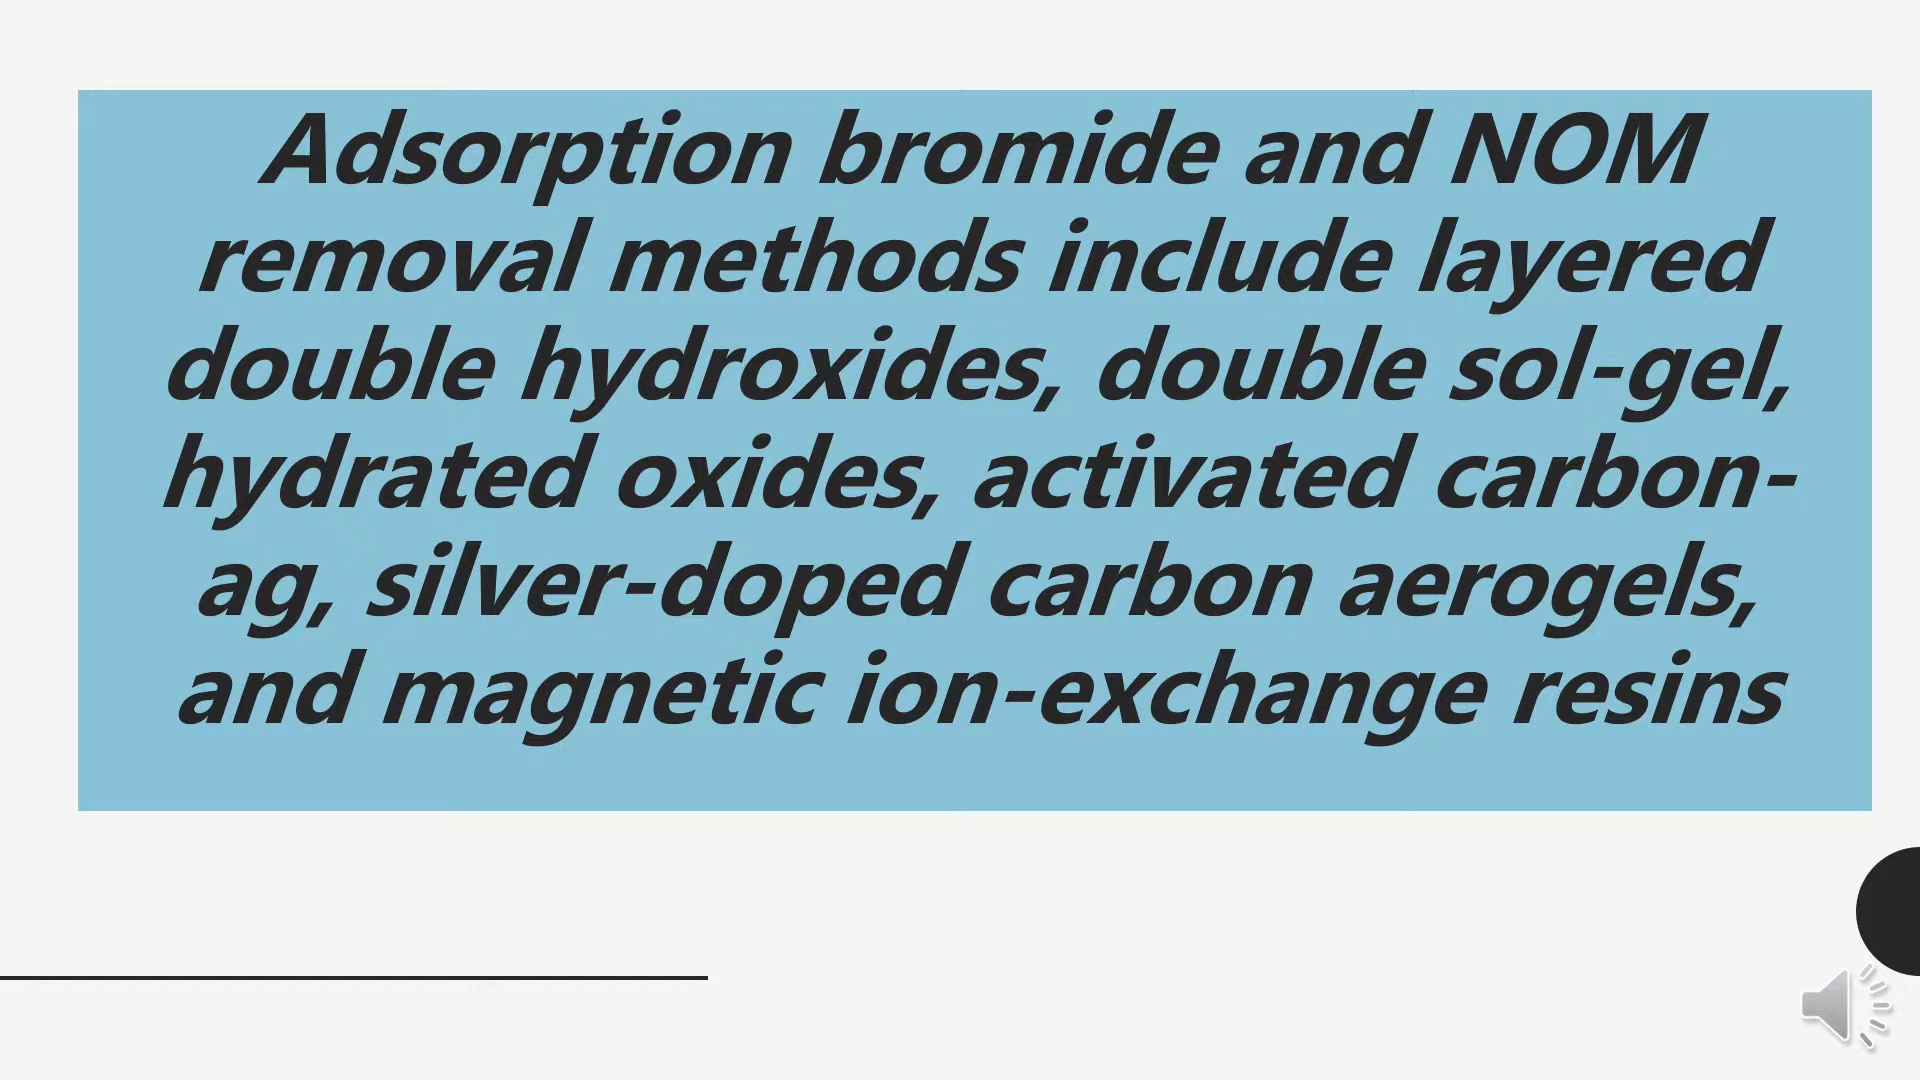 Adsorption bromide and NOM
removal methods include layered
double hydroxides, double sol-gel,
hydrated oxides, activated carbon-
ag, silver-doped carbon aerogels,
and magnetic ion-exchange resins